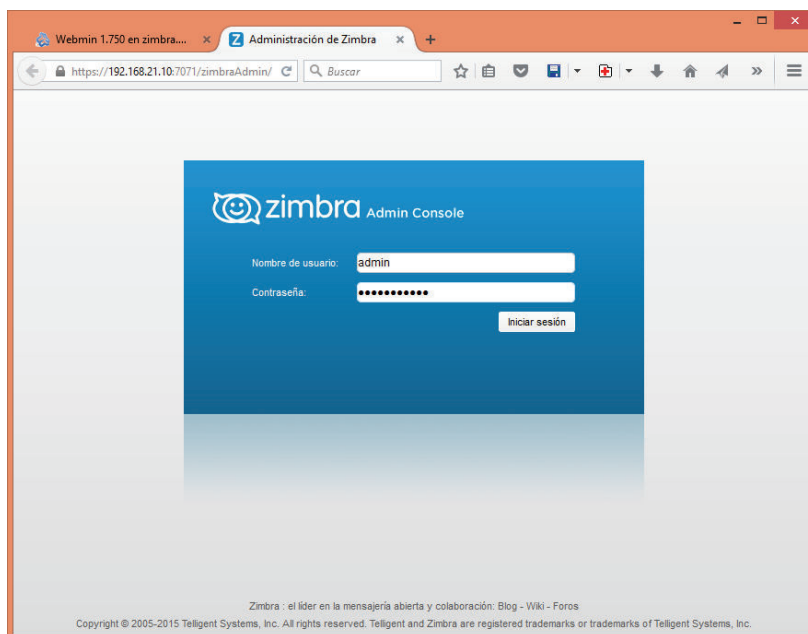 Webmin 1.750 en zimbra....
Administración de Zimbra
https://192.168.21.10:7071/zimbraAdmin/
Buscar
zimbra Admin Console
Nombre de usuario: admin
Contraseña: •••••••••••
Iniciar sesión
Zimbra : el líder en la mensajería abierta y colaboración: Blog - Wiki - Foros
Copyright © 2005-2015 Telligent Systems, Inc. All rights reserved. Telligent and Zimbra are registered trademarks or trademarks of Telligent Systems, Inc.